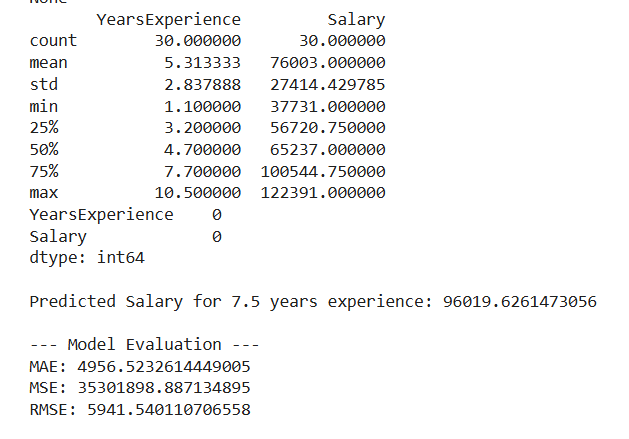 None
YearsExperience Salary
count 30.000000 30.000000
mean 5.313333 76003.000000
std 2.837888 27414.429785
min 1.100000 37731.000000
25% 3.200000 56720.750000
50% 4.700000 65237.000000
75% 7.700000 100544.750000
max 10.500000 122391.000000
YearsExperience 0
Salary 0
dtype: int64
Predicted Salary for 7.5 years experience: 96019.6261473056
--- Model Evaluation ---
MAE: 4956.5232614449005
MSE: 35301898.887134895
RMSE: 5941.540110706558